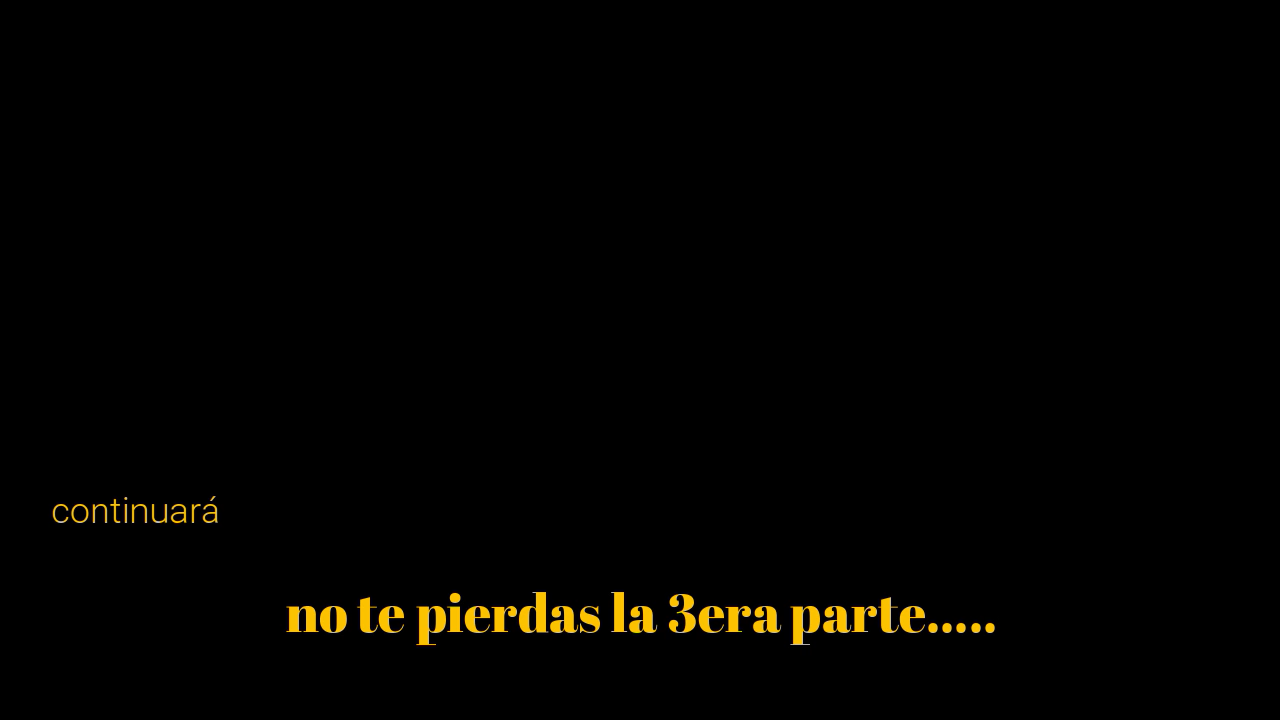 continuará
no te pierdas la 3era parte.....